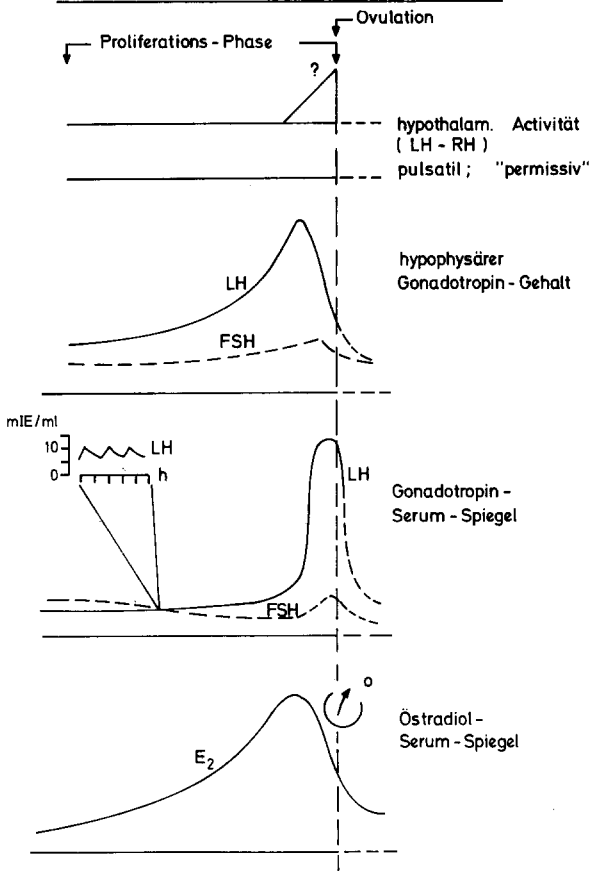 Ovulation
Proliferations - Phase
?
hypothalam. Activität
( LH - RH )
pulsatil ; "permissiv"
hypophysärer
Gonadotropin - Gehalt
LH
FSH
mIE/ml
10
0
LH
h
LH
Gonadotropin -
Serum - Spiegel
FSH
o
Östradiol -
Serum - Spiegel
E2